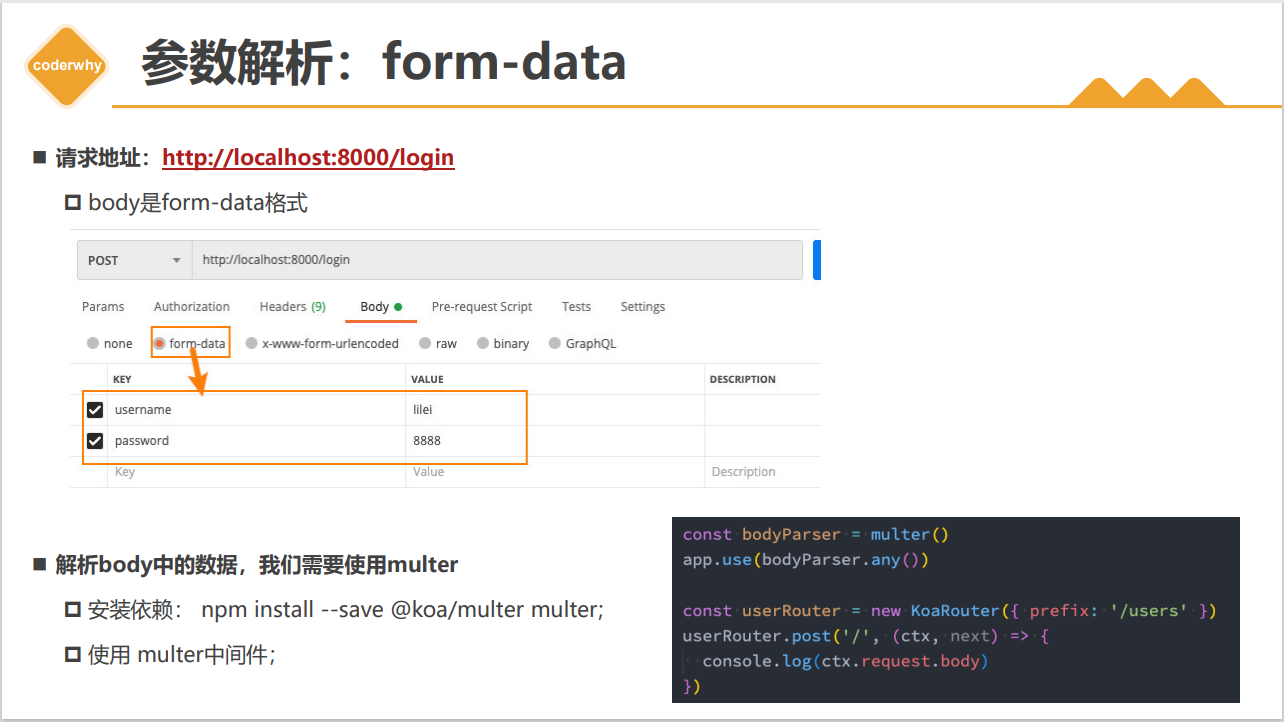 coderwhy
参数解析：form-data
请求地址：http://localhost:8000/login
body是form-data格式
POST http://localhost:8000/login
Params Authorization Headers (9) Body Pre-request Script Tests Settings
none form-data x-www-form-urlencoded raw binary GraphQL
KEY VALUE DESCRIPTION
username lilei
password 8888
Key Value Description
解析body中的数据，我们需要使用multer
安装依赖： npm install --save @koa/multer multer;
使用 multer中间件；
const bodyParser = multer()
app.use(bodyParser.any())
const userRouter = new KoaRouter({ prefix: '/users' })
userRouter.post('/', (ctx, next) => {
console.log(ctx.request.body)
})